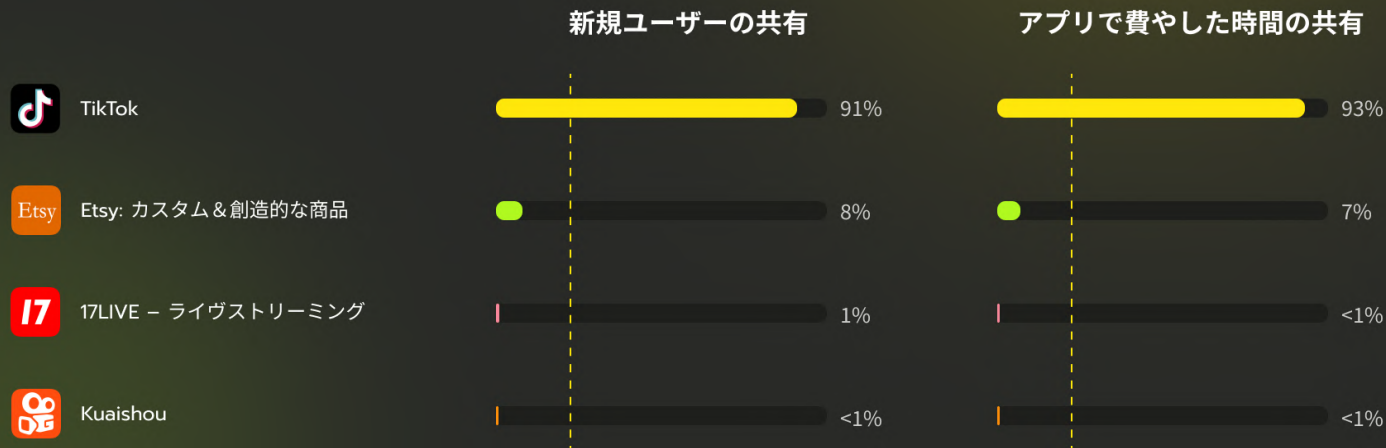 新規ユーザーの共有 アプリで費やした時間の共有
TikTok 91% 93%
Etsy Etsy: カスタム＆創造的な商品 8% 7%
17 17LIVE – ライヴストリーミング 1% <1%
Kuaishou <1% <1%